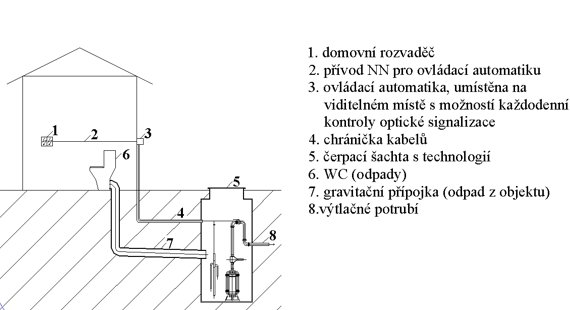 1. domovní rozvaděč
2. přívod NN pro ovládací automatiku
3. ovládací automatika, umístěna na
viditelném místě s možností každodenní
kontroly optické signalizace
4. chránička kabelů
5. čerpací šachta s technologií
6. WC (odpady)
7. gravitační přípojka (odpad z objektu)
8.výtlačné potrubí
1
2
3
6
5
4
8
7